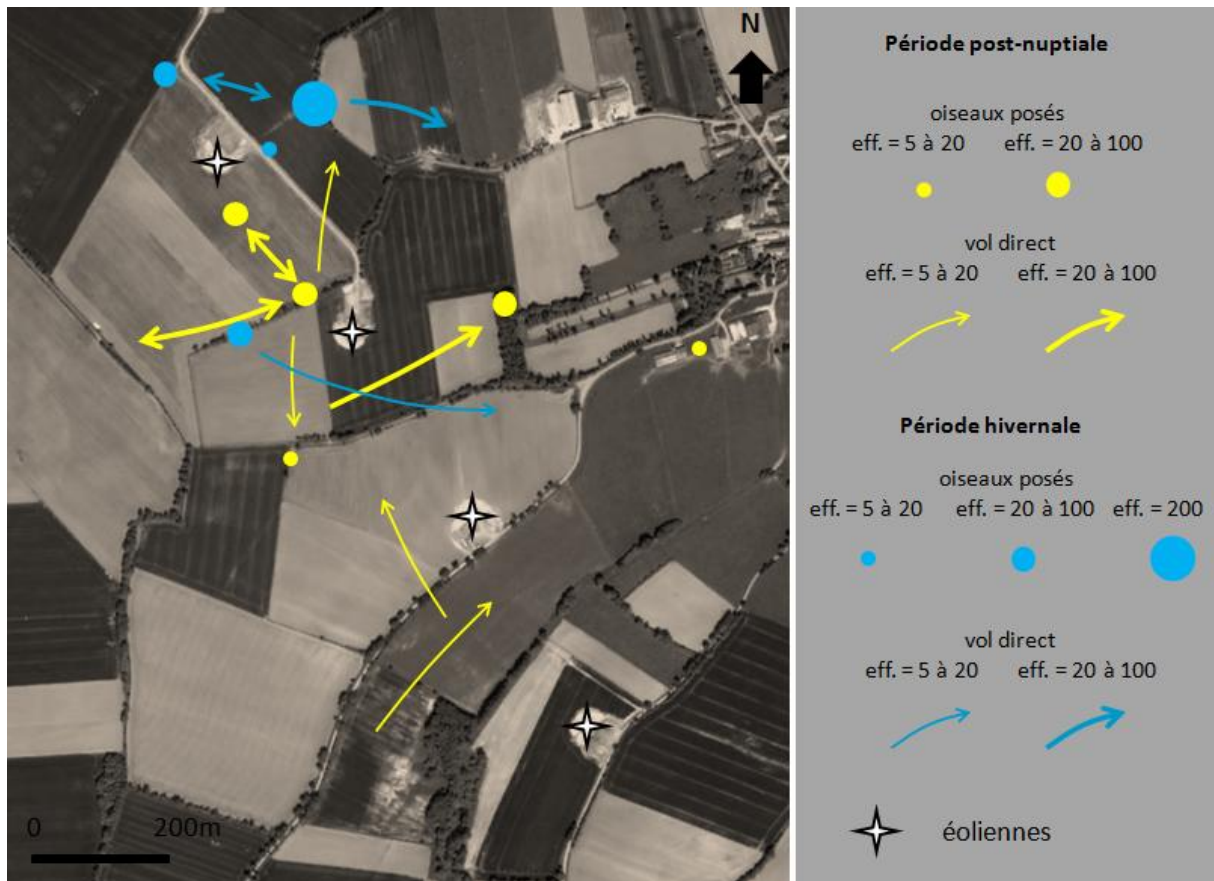 N
0 200m
Période post-nuptiale
oiseaux posés
eff. = 5 à 20 eff. = 20 à 100
vol direct
eff. = 5 à 20 eff. = 20 à 100
Période hivernale
oiseaux posés
eff. = 5 à 20 eff. = 20 à 100 eff. = 200
vol direct
eff. = 5 à 20 eff. = 20 à 100
éoliennes